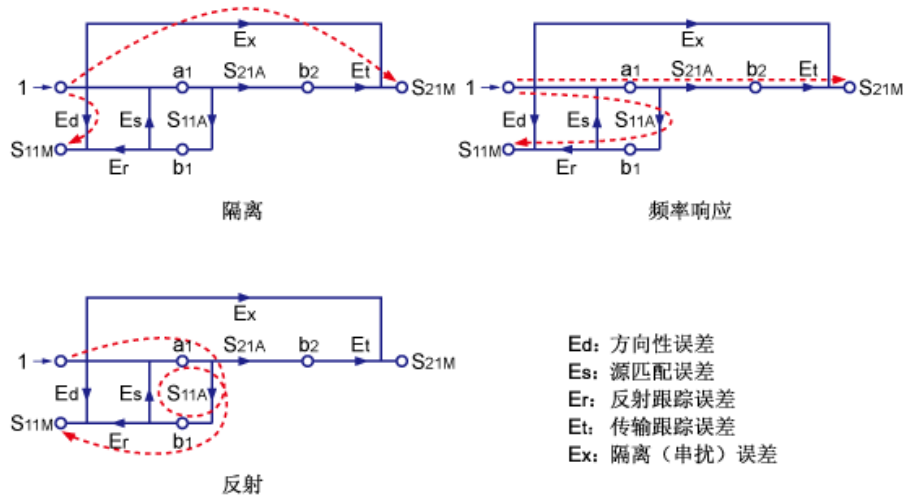 Ex
a1 S21A b2 Et
1 S21M
Ed Es S11A
S11M
Er b1
隔离
Ex
a1 S21A b2 Et
1 S21M
Ed Es S11A
S11M
Er b1
频率响应
Ex
a1 S21A b2 Et
1 S21M
Ed Es S11A
S11M
Er b1
反射
Ed: 方向性误差
Es: 源匹配误差
Er: 反射跟踪误差
Et: 传输跟踪误差
Ex: 隔离（串扰）误差